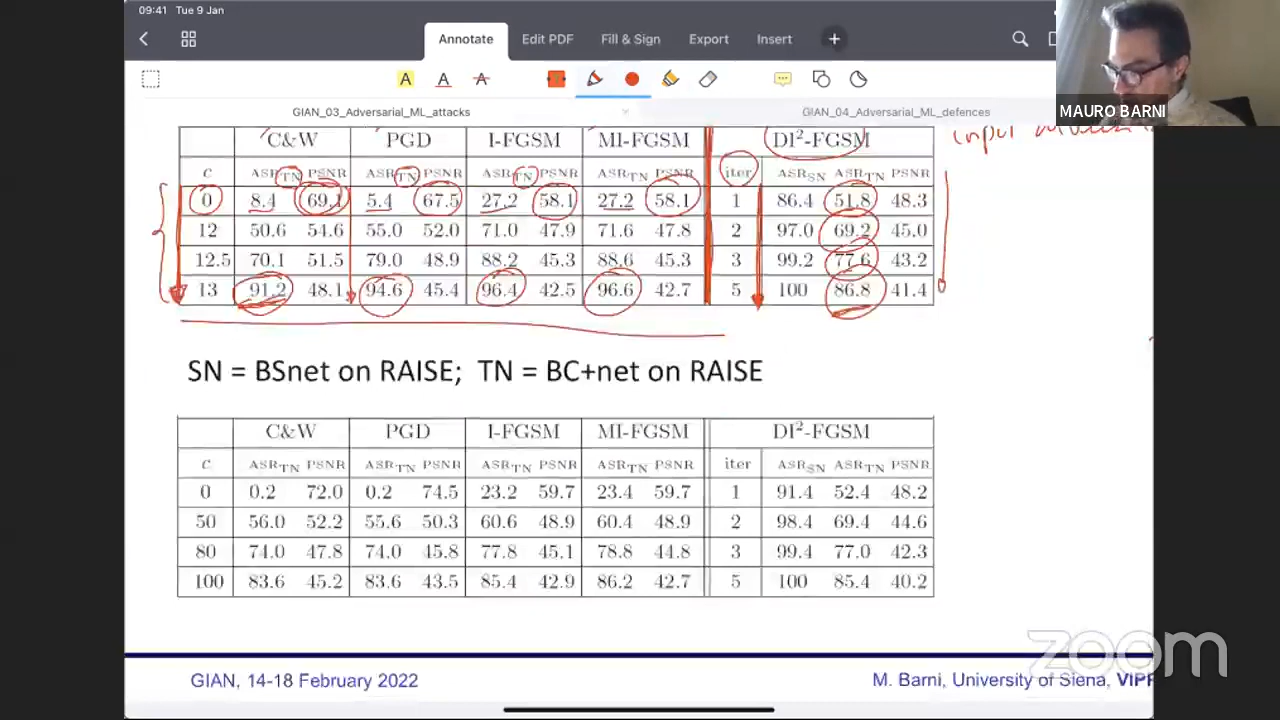 09:41 Tue 9 Jan
Annotate Edit PDF Fill & Sign Export Insert +
A A A
GIAN_03_Adversarial_ML_attacks GIAN_04_Adversarial_ML_defences
MAURO BARNI
C&W PGD I-FGSM MI-FGSM DI²-FGSM input
c ASR_TN PSNR ASR_TN PSNR ASR_TN PSNR ASR_TN PSNR iter ASR_SN ASR_TN PSNR
0 8.4 69.1 5.4 67.5 27.2 58.1 27.2 58.1 1 86.4 51.8 48.3
12 50.6 54.6 55.0 52.0 71.0 47.9 71.6 47.8 2 97.0 69.2 45.0
12.5 70.1 51.5 79.0 48.9 88.2 45.3 88.6 45.3 3 99.2 77.6 43.2
13 91.2 48.1 94.6 45.4 96.4 42.5 96.6 42.7 5 100 86.8 41.4
SN = BSnet on RAISE; TN = BC+net on RAISE
C&W PGD I-FGSM MI-FGSM DI²-FGSM
c ASR_TN PSNR ASR_TN PSNR ASR_TN PSNR ASR_TN PSNR iter ASR_SN ASR_TN PSNR
0 0.2 72.0 0.2 74.5 23.2 59.7 23.4 59.7 1 91.4 52.4 48.2
50 56.0 52.2 55.6 50.3 60.6 48.9 60.4 48.9 2 98.4 69.4 44.6
80 74.0 47.8 74.0 45.8 77.8 45.1 78.8 44.8 3 99.4 77.0 42.3
100 83.6 45.2 83.6 43.5 85.4 42.9 86.2 42.7 5 100 85.4 40.2
zoom
GIAN, 14-18 February 2022 M. Barni, University of Siena, VIPP